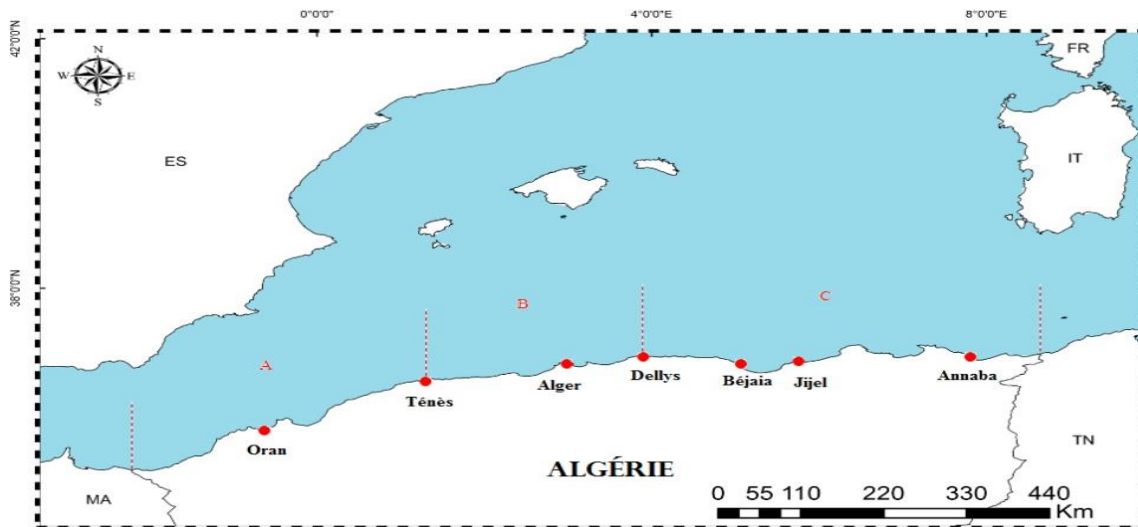 0°0'0"
4°0'0"E
8°0'0"E
42°0'0"N
N
W
E
S
FR
ES
IT
38°0'0"N
B
C
A
Ténès
Alger
Dellys
Béjaia
Jijel
Annaba
Oran
ALGÉRIE
TN
MA
0 55 110 220 330 440
Km